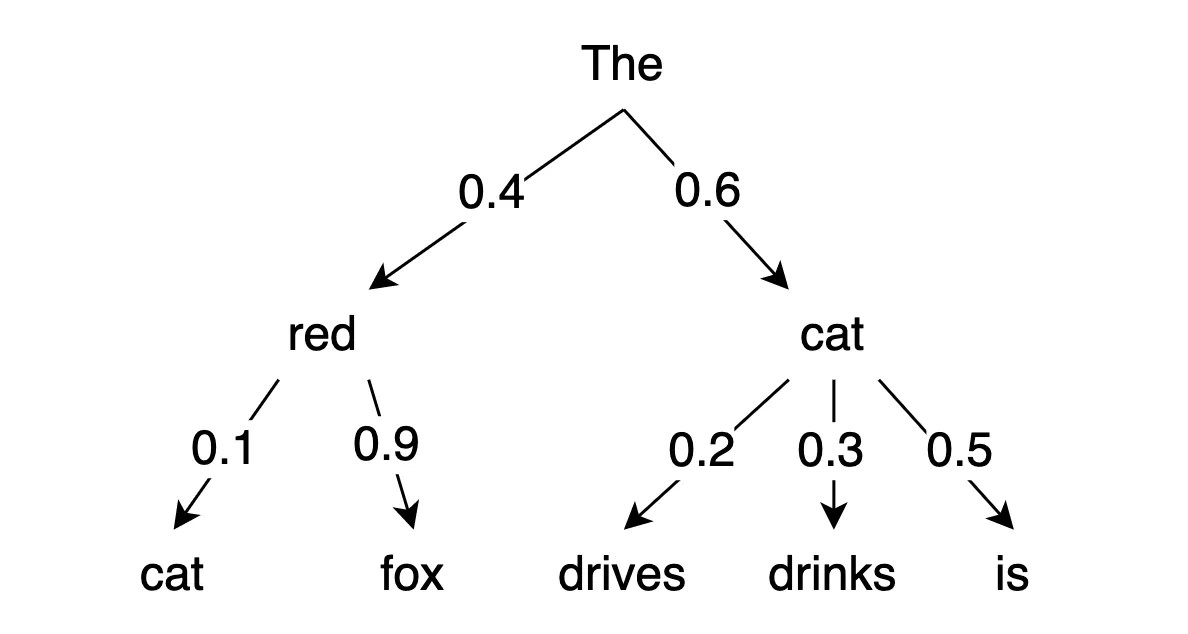 The
0.4 0.6
red cat
0.1 0.9 0.2 0.3 0.5
cat fox drives drinks is